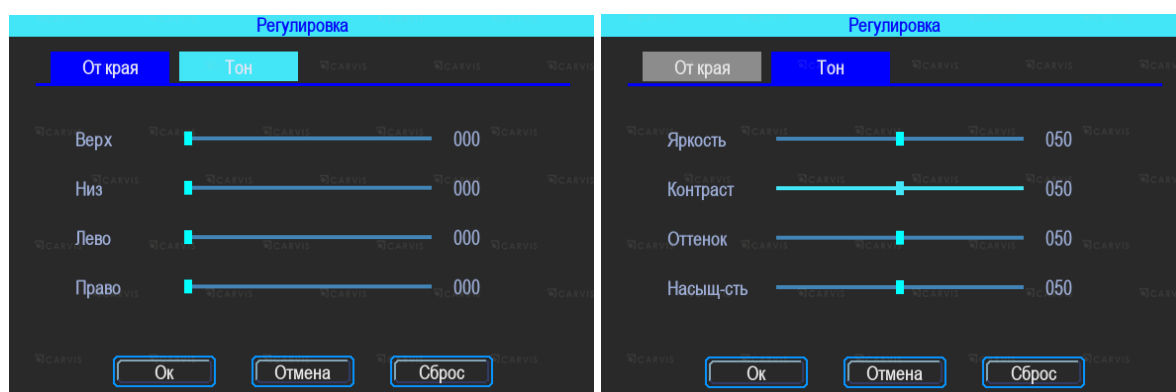 Регулировка
От края Тон
Верх 000
Низ 000
Лево 000
Право 000
Ок Отмена Сброс
Регулировка
От края Тон
Яркость 050
Контраст 050
Оттенок 050
Насыщ-сть 050
Ок Отмена Сброс
CARVIS